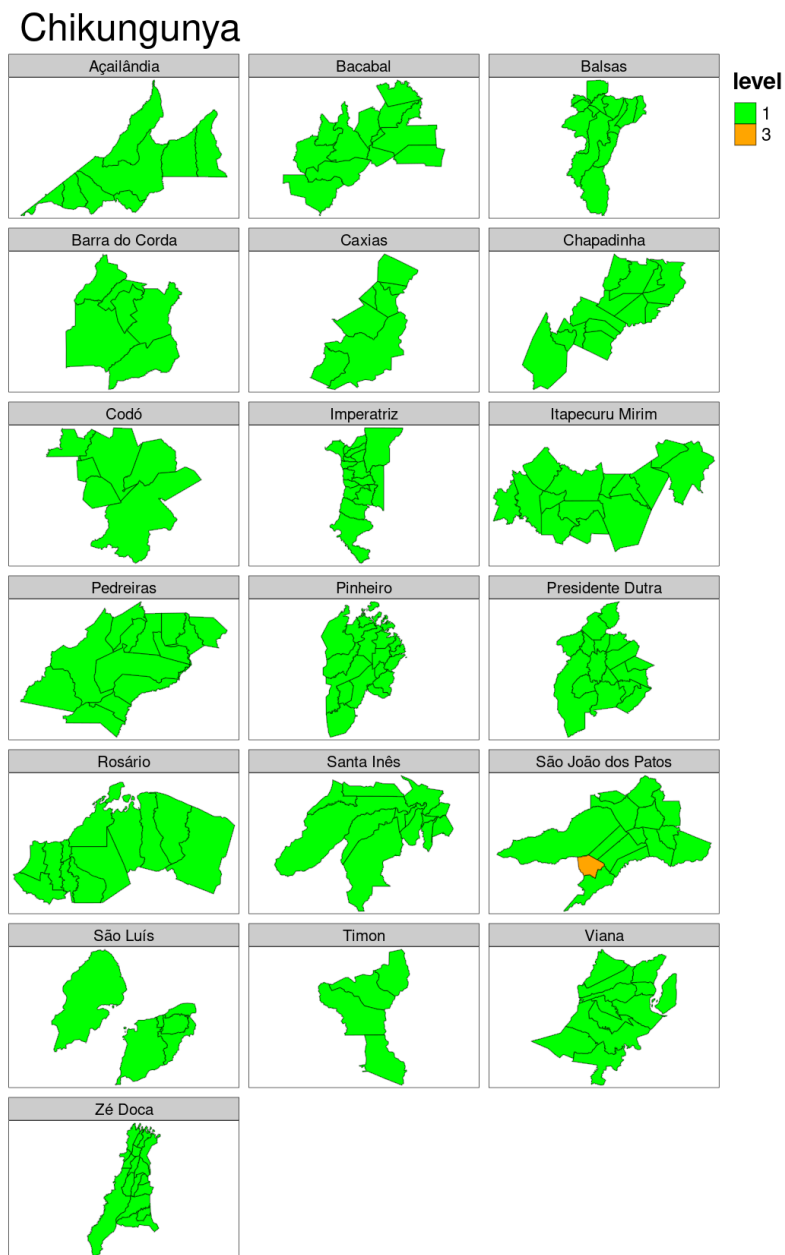 Chikungunya
Açailândia
Bacabal
Balsas
level
1
3
Barra do Corda
Caxias
Chapadinha
Codó
Imperatriz
Itapecuru Mirim
Pedreiras
Pinheiro
Presidente Dutra
Rosário
Santa Inês
São João dos Patos
São Luís
Timon
Viana
Zé Doca